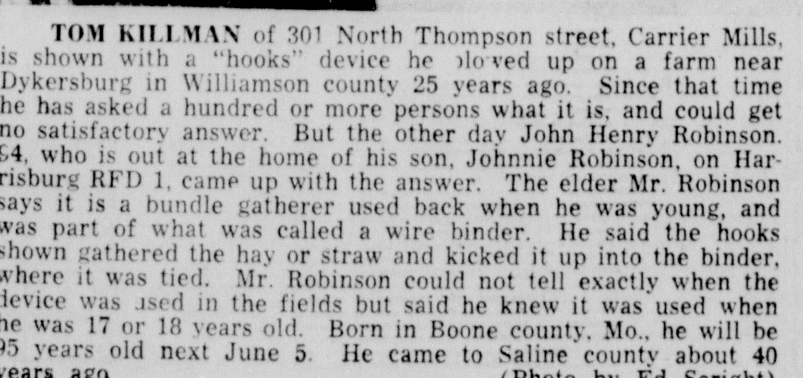 TOM KILLMAN of 301 North Thompson street, Carrier Mills,
is shown with a "hooks" device he plowed up on a farm near
Dykersburg in Williamson county 25 years ago. Since that time
he has asked a hundred or more persons what it is, and could get
no satisfactory answer. But the other day John Henry Robinson.
94, who is out at the home of his son, Johnnie Robinson, on Har-
risburg RFD 1, came up with the answer. The elder Mr. Robinson
says it is a bundle gatherer used back when he was young, and
was part of what was called a wire binder. He said the hooks
shown gathered the hay or straw and kicked it up into the binder,
where it was tied. Mr. Robinson could not tell exactly when the
device was used in the fields but said he knew it was used when
he was 17 or 18 years old. Born in Boone county, Mo., he will be
95 years old next June 5. He came to Saline county about 40
years ago (Photo by Ed Seright)